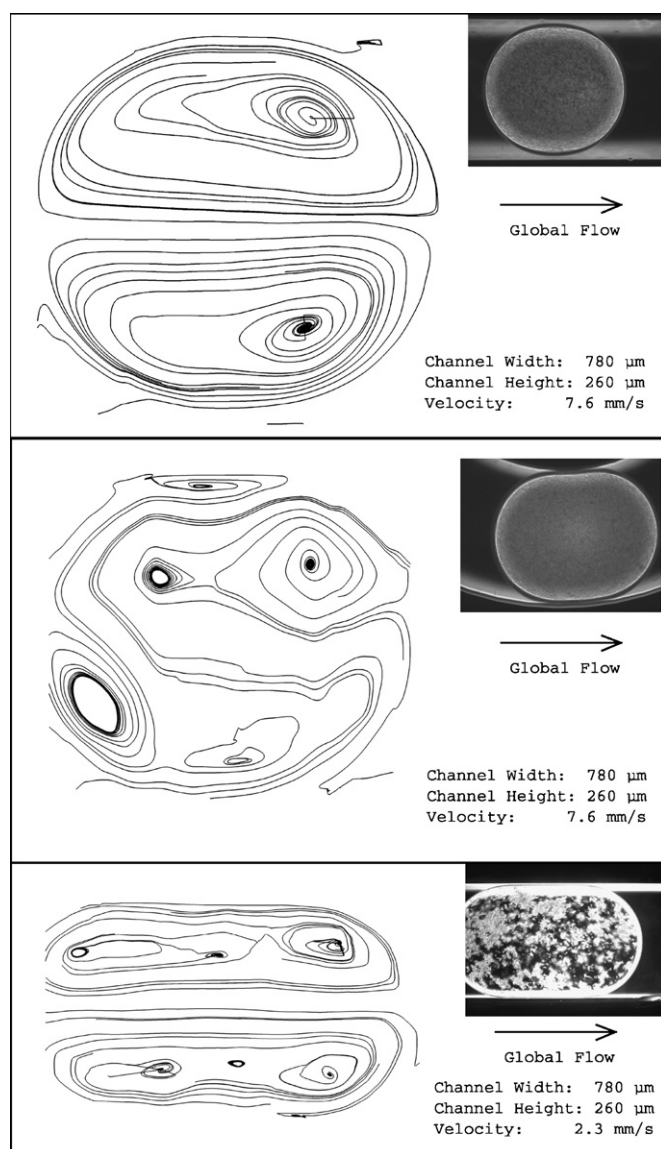 Global Flow
Channel Width: 780 µm
Channel Height: 260 µm
Velocity: 7.6 mm/s
Global Flow
Channel Width: 780 µm
Channel Height: 260 µm
Velocity: 7.6 mm/s
Global Flow
Channel Width: 780 µm
Channel Height: 260 µm
Velocity: 2.3 mm/s